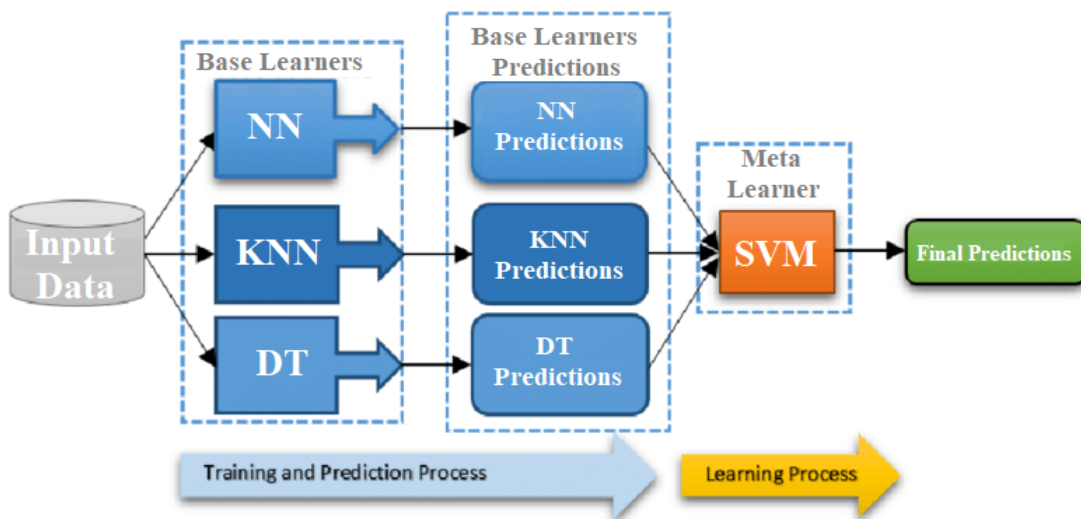 Base Learners
Base Learners
Predictions
NN
NN
Predictions
Meta
Learner
Input
Data
KNN
KNN
Predictions
SVM
Final Predictions
DT
DT
Predictions
Training and Prediction Process
Learning Process